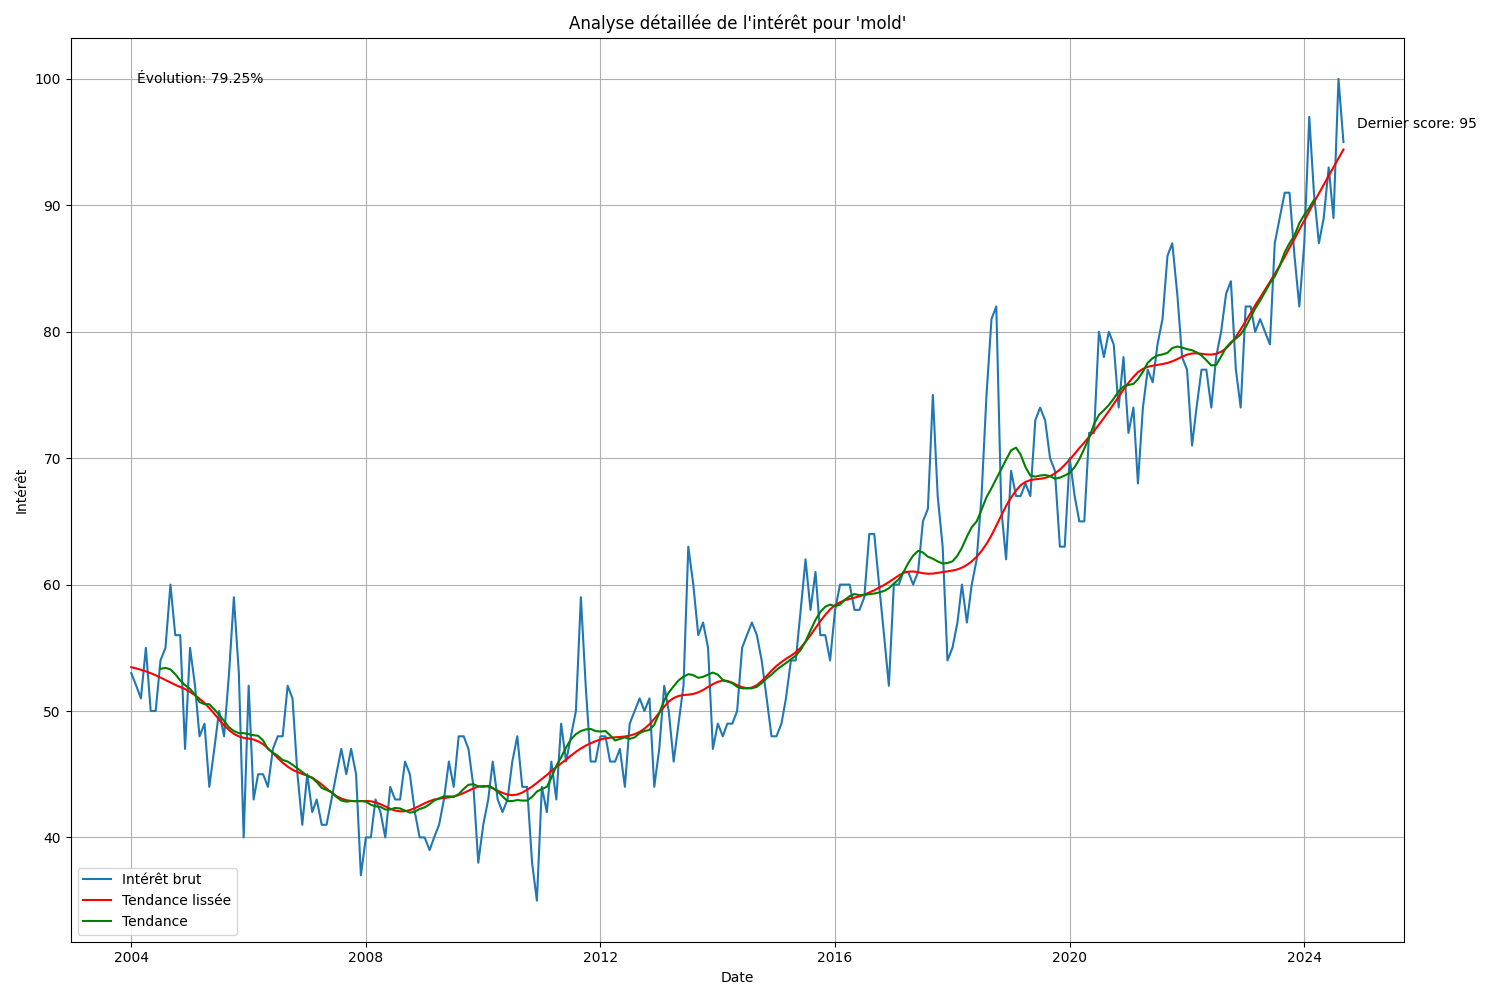 Analyse détaillée de l'intérêt pour 'mold'
Évolution: 79.25%
Dernier score: 95
100
90
80
70
60
50
40
Intérêt
Intérêt brut
Tendance lissée
Tendance
2004
2008
2012
2016
2020
2024
Date